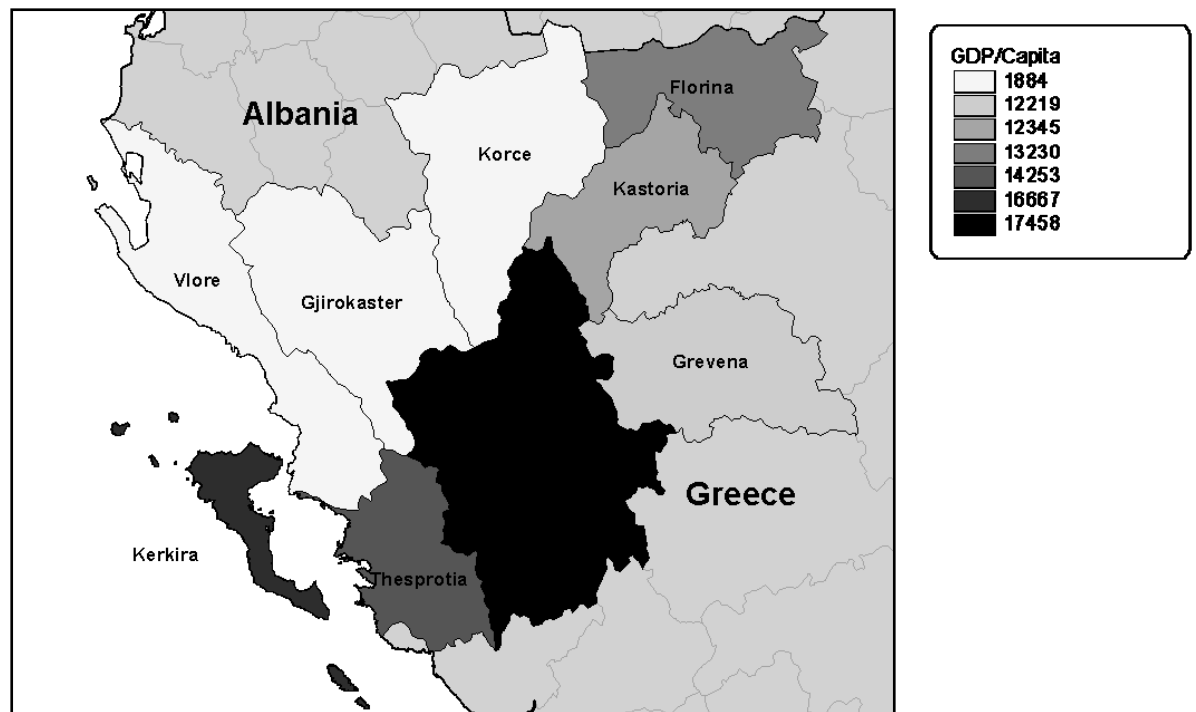 Albania
Florina
Korce
Kastoria
Vlore
Gjirokaster
Grevena
Greece
Kerkira
Thesprotia
GDP/Capita
1884
12219
12345
13230
14253
16667
17458